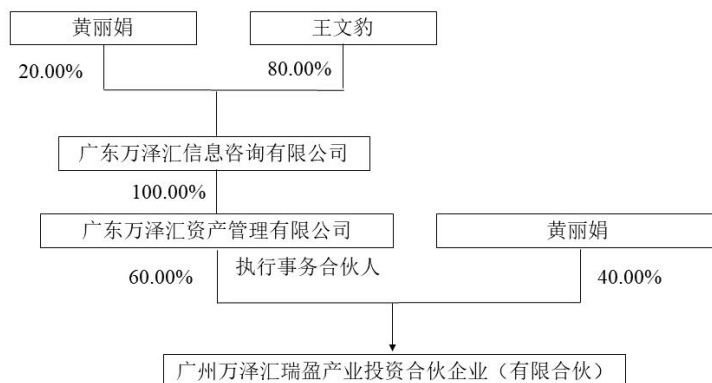 黄丽娟
王文豹
20.00%
80.00%
广东万泽汇信息咨询有限公司
100.00%
广东万泽汇资产管理有限公司
黄丽娟
60.00%
执行事务合伙人
40.00%
广州万泽汇瑞盈产业投资合伙企业（有限合伙）